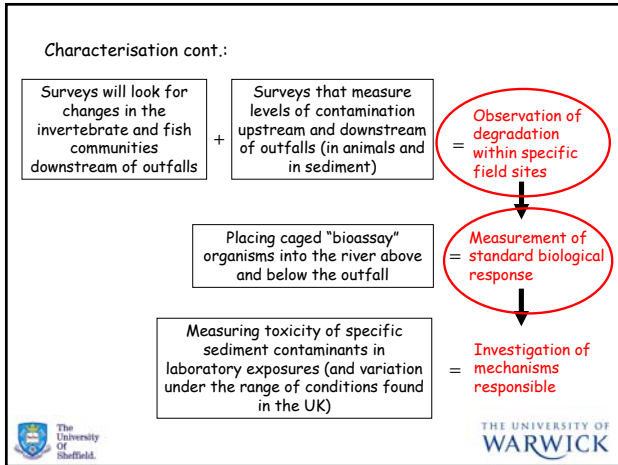 Characterisation cont.:
Surveys will look for
changes in the
invertebrate and fish
communities
downstream of outfalls
+
Surveys that measure
levels of contamination
upstream and downstream
of outfalls (in animals and
in sediment)
=
Observation of
degradation
within specific
field sites
Placing caged “bioassay”
organisms into the river above
and below the outfall
=
Measurement of
standard biological
response
Measuring toxicity of specific
sediment contaminants in
laboratory exposures (and variation
under the range of conditions found
in the UK)
=
Investigation of
mechanisms
responsible
The
University
Of
Sheffield.
THE UNIVERSITY OF
WARWICK